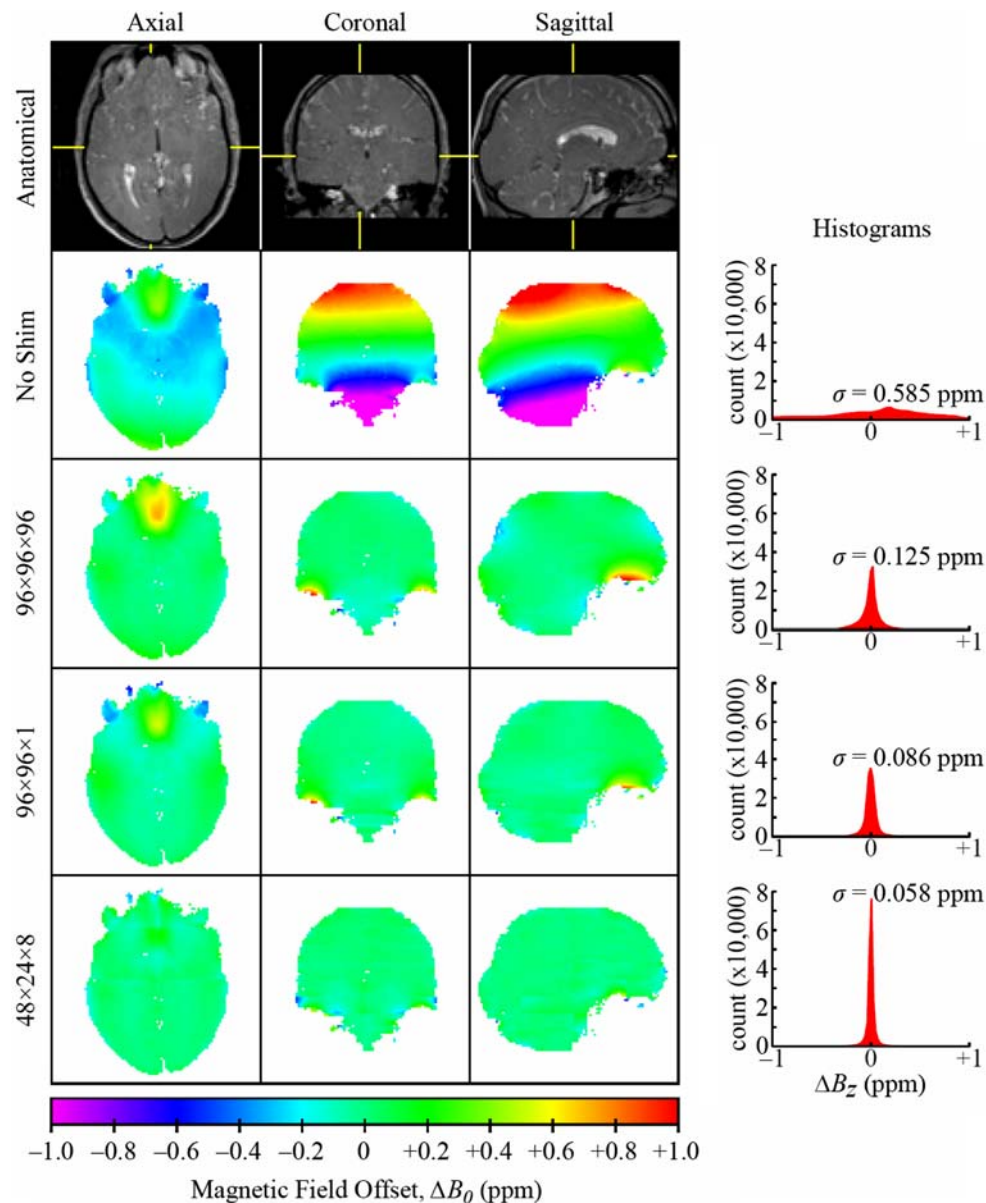 Axial Coronal Sagittal
Anatomical
Histograms
No Shim
count (x10,000)
8
6
4
2
0
σ = 0.585 ppm
–1 0 +1
96×96×96
count (x10,000)
8
6
4
2
0
σ = 0.125 ppm
–1 0 +1
96×96×1
count (x10,000)
8
6
4
2
0
σ = 0.086 ppm
–1 0 +1
48×24×8
count (x10,000)
8
6
4
2
0
σ = 0.058 ppm
–1 0 +1
ΔBz (ppm)
–1.0 –0.8 –0.6 –0.4 –0.2 0 +0.2 +0.4 +0.6 +0.8 +1.0
Magnetic Field Offset, ΔB0 (ppm)